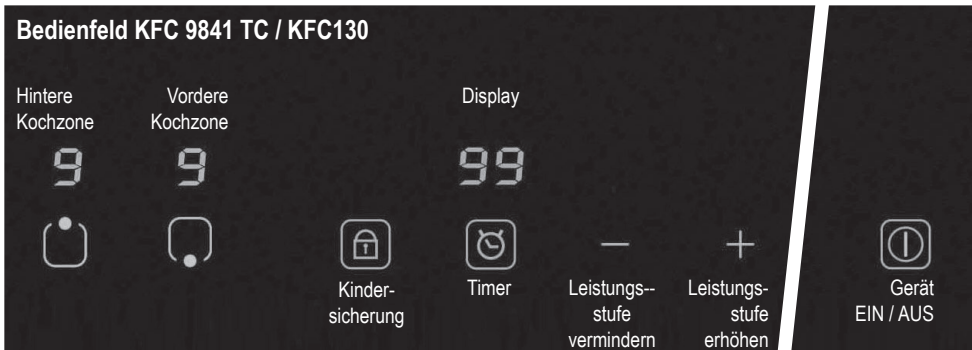 Bedienfeld KFC 9841 TC / KFC130
Hintere
Kochzone
Vordere
Kochzone
Display
9
9
99
Kinder-
sicherung
Timer
Leistungs--
stufe
vermindern
Leistungs-
stufe
erhöhen
Gerät
EIN / AUS